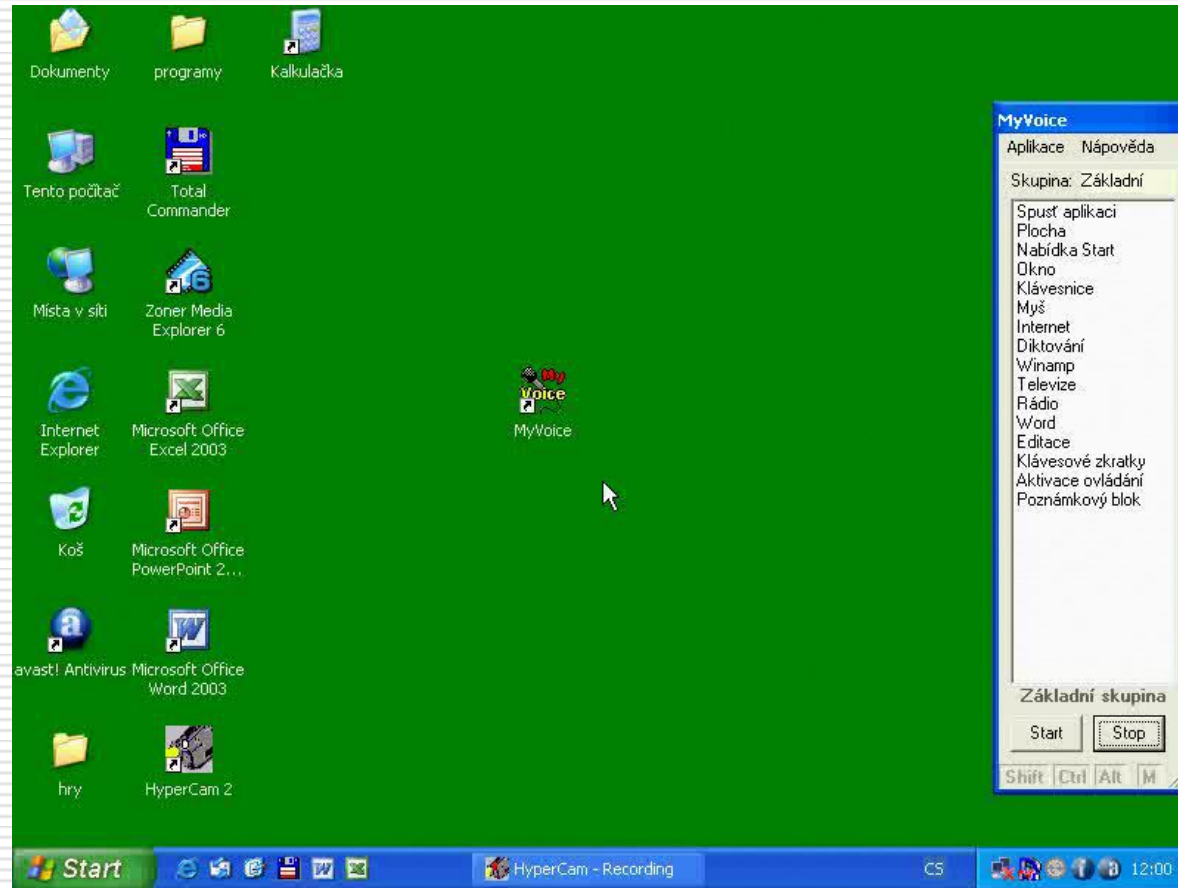 Dokumenty
programy
Kalkulačka
Tento počítač
Total
Commander
Místa v síti
Zoner Media
Explorer 6
Internet
Explorer
Microsoft Office
Excel 2003
My
Voice
MyVoice
Koš
Microsoft Office
PowerPoint 2...
avast! Antivirus
Microsoft Office
Word 2003
hry
HyperCam 2
MyVoice
Aplikace Nápověda
Skupina: Základní
Spusť aplikaci
Plocha
Nabídka Start
Okno
Klávesnice
Myš
Internet
Diktování
Winamp
Televize
Rádio
Word
Editace
Klávesové zkratky
Aktivace ovládání
Poznámkový blok
Základní skupina
Start Stop
Shift Ctrl Alt M
Start
HyperCam - Recording
CS
12:00